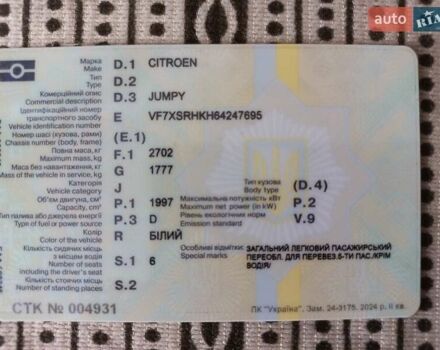 auto RIA
Марка D.1 CITROEN
Make
Тип D.2
Type
Комерційний опис D.3 JUMPY
Commercial description
Ідентифікаційний номер
транспортного засобу E VF7XSRHKH64247695
Vehicle identification number
Номер шасі (кузова, рами) (E.1)
Chassis number (body, frame)
Повна маса, кг F.1 2702
Maximum mass, kg
Маса без навантаження, кг G 1777
Mass of the vehicle in service, kg
Категорія J Тип кузова (D.4)
Vehicle category Body type
Об'єм двигуна, см³ P.1 1997 Максимальна потужність кВт P.2
Capacity, cm³ Maximum net power (in kW)
Тип палива або джерела енергії P.3 D Рівень екологічних норм V.9
Type of fuel or power source Emission standard
Колір R БІЛИЙ
Color of the vehicle
Кількість сидячих місць Особливі відмітки: ЗАГАЛЬНИЙ ЛЕГКОВИЙ ПАСАЖИРСЬКИЙ
з місцем водія S.1 6 Special marks ПЕРЕОБЛ. ДЛЯ ПЕРЕВЕЗ.5-ТИ ПАС./КРІМ
Number of seats ВОДІЯ/
including the driver's seat
Кількість стоячих місць S.2
Number of standing places
СТК № 004931 ПК "Україна". Зам. 24-3175. 2024 р. II кв.